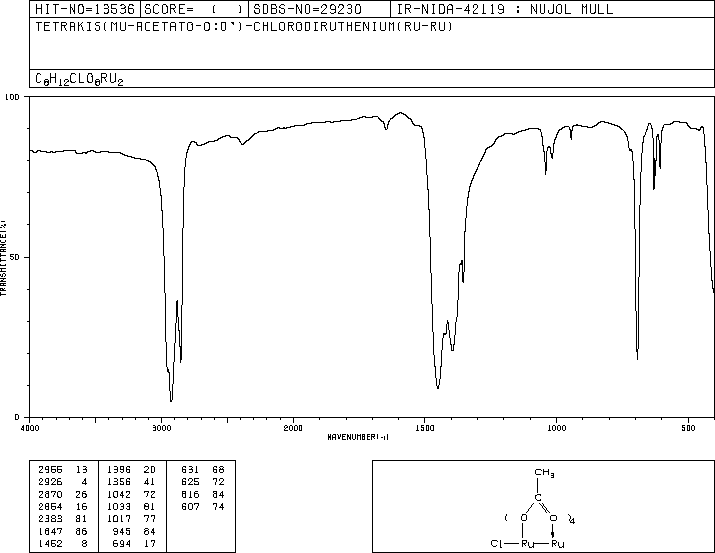 HIT-NO=13536 SCORE= ( ) SDBS-NO=29230 IR-NIDA-42119 : NUJOL MULL
TETRAKIS(MU-ACETATO-O:O')-CHLORODIRUTHENIUM(RU-RU)
C8H12CLO8RU2
100
50
0
TRANSMITTANCE(%)
4000 3000 2000 1500 1000 500
WAVENUMBER(-1)
2955 13 1396 20 631 68
2926 4 1356 41 625 72
2870 26 1042 72 616 84
2854 16 1033 81 607 74
2383 81 1017 77
1647 86 945 84
1452 8 694 17
CH3
C
( O O )4
Cl Ru Ru